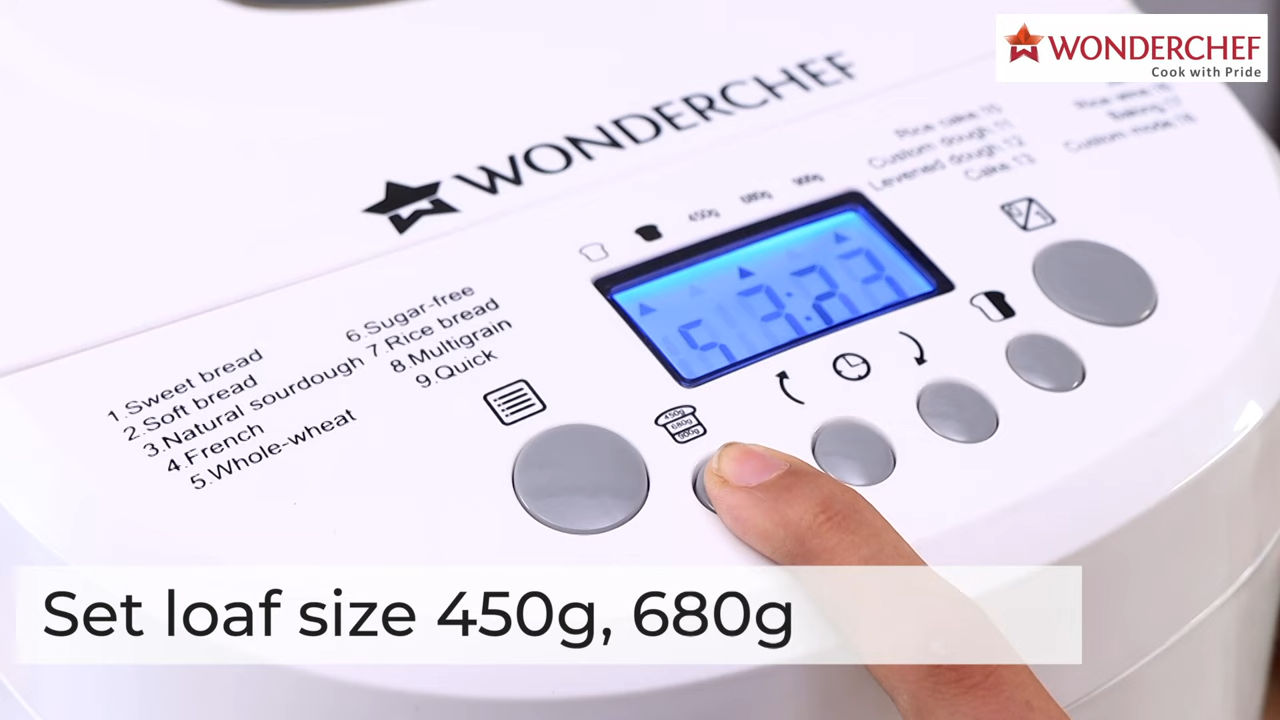 WONDERCHEF
Cook with Pride
WONDERCHEF
Rice cake 10
Custom dough 11
Levened dough 12
Cake 13
Baking 17
Custom mode 18
450g
680g
900g
5 3:23
1.Sweet bread
2.Soft bread
3.Natural sourdough
4.French
5.Whole-wheat
6.Sugar-free
7.Rice bread
8.Multigrain
9.Quick
450g
680g
900g
Set loaf size 450g, 680g